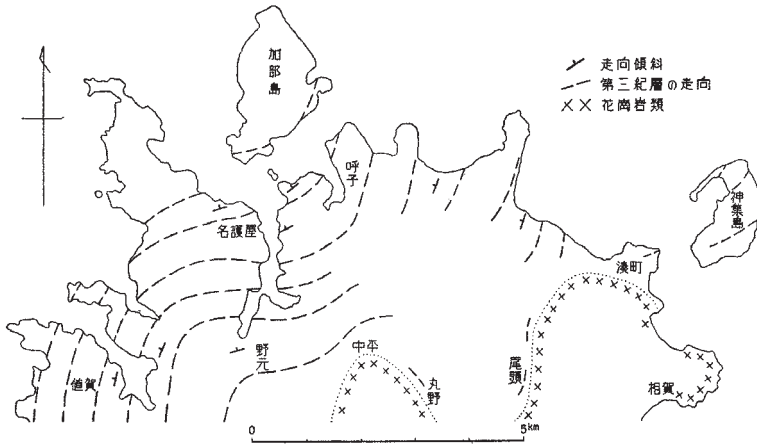 加部島
走向傾斜
第三紀層の走向
花崗岩類
呼子
神集島
名護屋
湊町
野元
中平
尾頭
値賀
丸野
相賀
0
5km